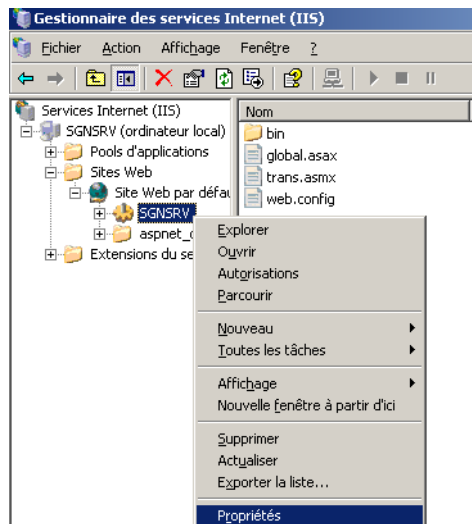 Gestionnaire des services Internet (IIS)
Fichier Action Affichage Fenêtre ?
Services Internet (IIS)
SGNSRV (ordinateur local)
Pools d'applications
Sites Web
Site Web par défau
SGNSRV
aspnet_c
Extensions du se
Nom
bin
global.asax
trans.asmx
web.config
Explorer
Ouvrir
Autorisations
Parcourir
Nouveau
Toutes les tâches
Affichage
Nouvelle fenêtre à partir d'ici
Supprimer
Actualiser
Exporter la liste...
Propriétés